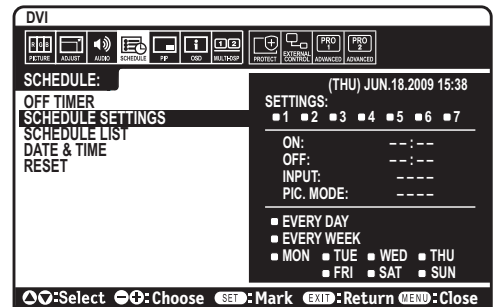 DVI
RGB
PICTURE ADJUST AUDIO SCHEDULE PIP OSD MULTI-DSP PROTECT EXTERNAL CONTROL PRO 1 ADVANCED PRO 2 ADVANCED
SCHEDULE:
OFF TIMER
SCHEDULE SETTINGS
SCHEDULE LIST
DATE & TIME
RESET
(THU) JUN.18.2009 15:38
SETTINGS:
1 2 3 4 5 6 7
ON: --:--
OFF: --:--
INPUT: ----
PIC. MODE: ----
EVERY DAY
EVERY WEEK
MON TUE WED THU
FRI SAT SUN
:Select :Choose SET:Mark EXIT:Return MENU:Close